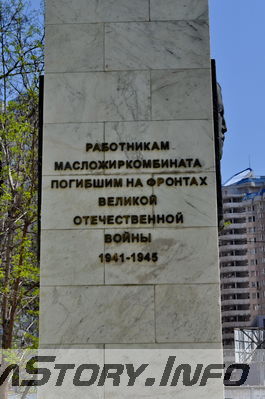 РАБОТНИКАМ
МАСЛОЖИРКОМБИНАТА
ПОГИБШИМ НА ФРОНТАХ
ВЕЛИКОЙ
ОТЕЧЕСТВЕННОЙ
ВОЙНЫ
1941-1945
STORY.INFO